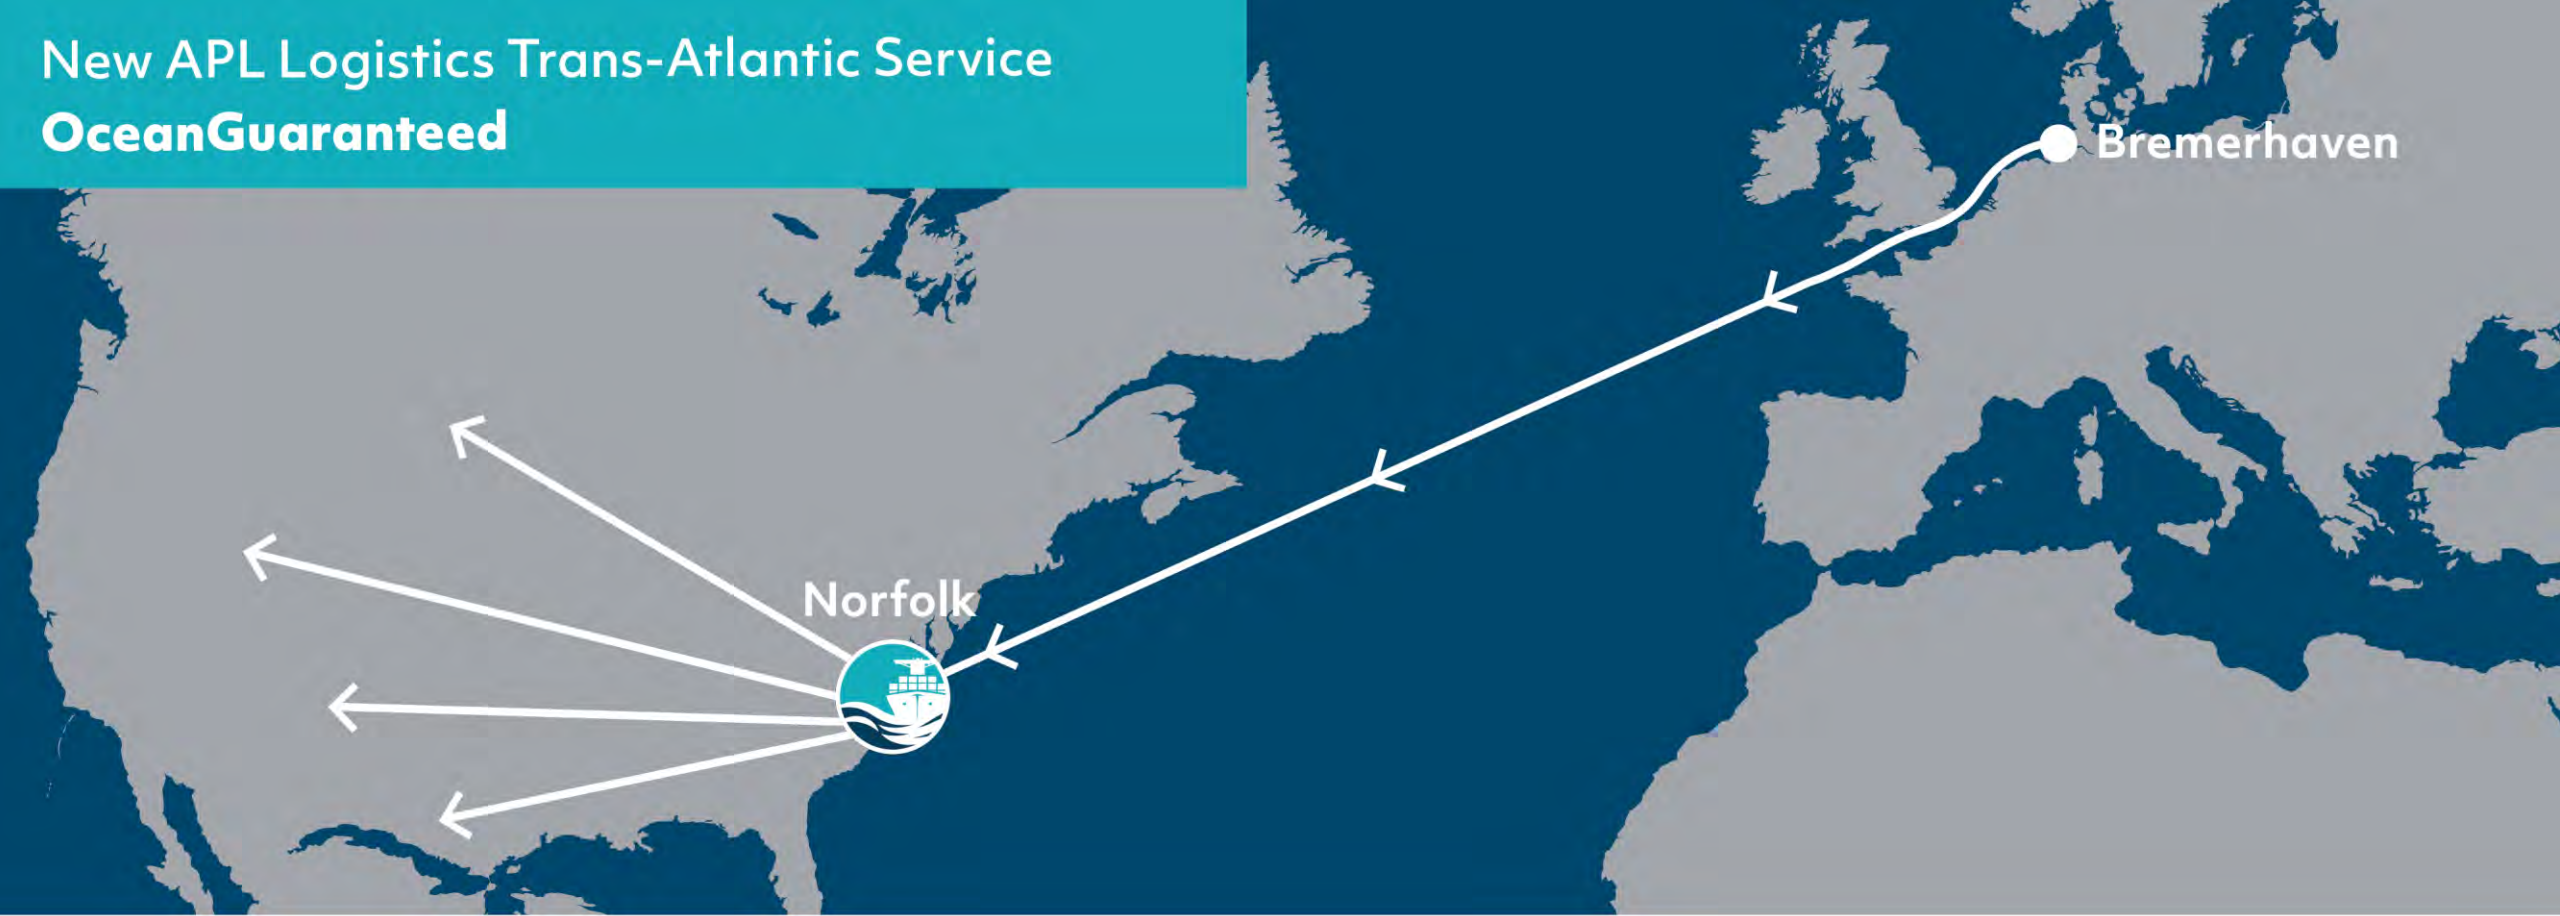 New APL Logistics Trans-Atlantic Service
OceanGuaranteed
Bremerhaven
Norfolk